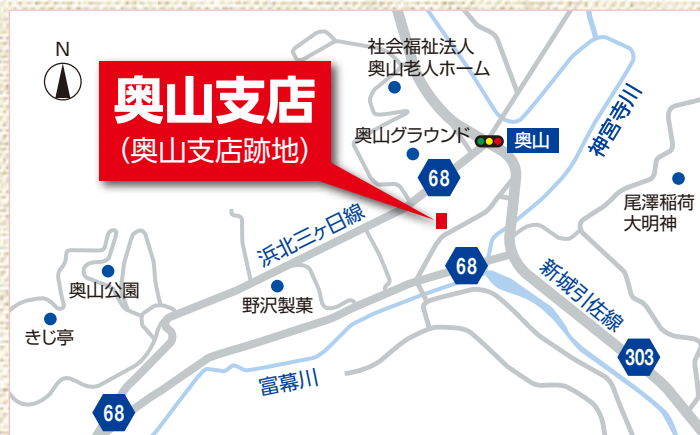 N
奥山支店
(奥山支店跡地)
社会福祉法人
奥山老人ホーム
奥山グラウンド
奥山
68
神宮寺川
尾澤稲荷
大明神
浜北三ヶ日線
68
新城引佐線
奥山公園
野沢製菓
きじ亭
303
富幕川
68